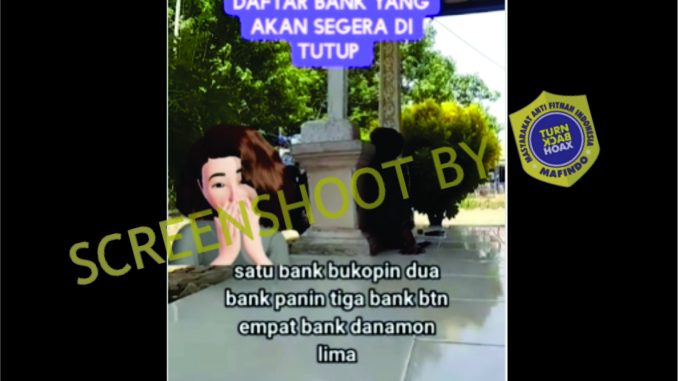 DAFTAR BANK YANG
AKAN SEGERA DI
TUTUP
SCREENSHOOT BY
MASYARAKAT ANTI FITNAH INDONESIA
TURN
BACK
HOAX
MAFINDO
satu bank bukopin dua
bank panin tiga bank btn
empat bank danamon
lima